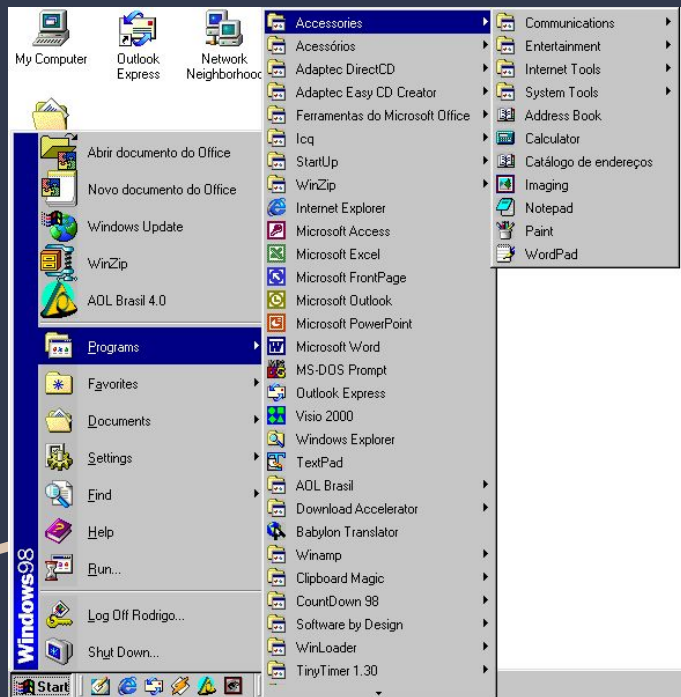 My Computer
Outlook Express
Network Neighborhood
Abrir documento do Office
Novo documento do Office
Windows Update
WinZip
AOL Brasil 4.0
Programs
Favorites
Documents
Settings
Find
Help
Run...
Log Off Rodrigo...
Shut Down...
Windows98
Start
Accessories
Acessórios
Adaptec DirectCD
Adaptec Easy CD Creator
Ferramentas do Microsoft Office
Icq
StartUp
WinZip
Internet Explorer
Microsoft Access
Microsoft Excel
Microsoft FrontPage
Microsoft Outlook
Microsoft PowerPoint
Microsoft Word
MS-DOS Prompt
Outlook Express
Visio 2000
Windows Explorer
TextPad
AOL Brasil
Download Accelerator
Babylon Translator
Winamp
Clipboard Magic
CountDown 98
Software by Design
WinLoader
TinyTimer 1.30
Communications
Entertainment
Internet Tools
System Tools
Address Book
Calculator
Catálogo de endereços
Imaging
Notepad
Paint
WordPad